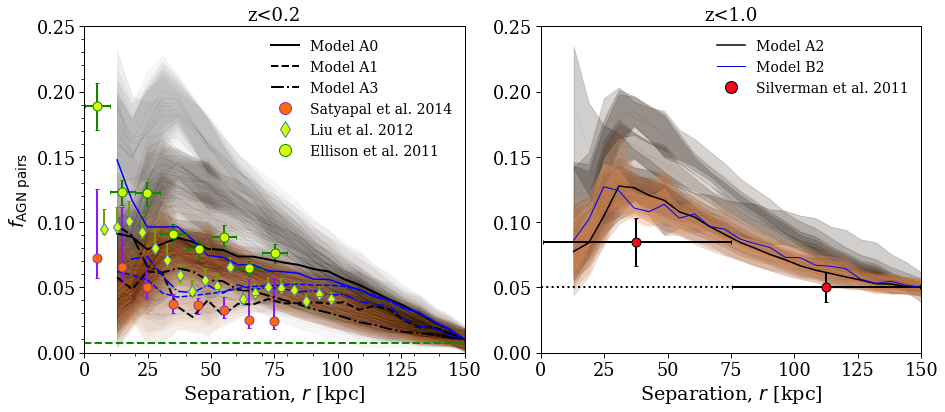 z<0.2
0.25
0.20
0.15
0.10
0.05
0.00
f_AGN pairs
Model A0
Model A1
Model A3
Satyapal et al. 2014
Liu et al. 2012
Ellison et al. 2011
0 25 50 75 100 125 150
Separation, r [kpc]
z<1.0
0.25
0.20
0.15
0.10
0.05
0.00
Model A2
Model B2
Silverman et al. 2011
0 25 50 75 100 125 150
Separation, r [kpc]